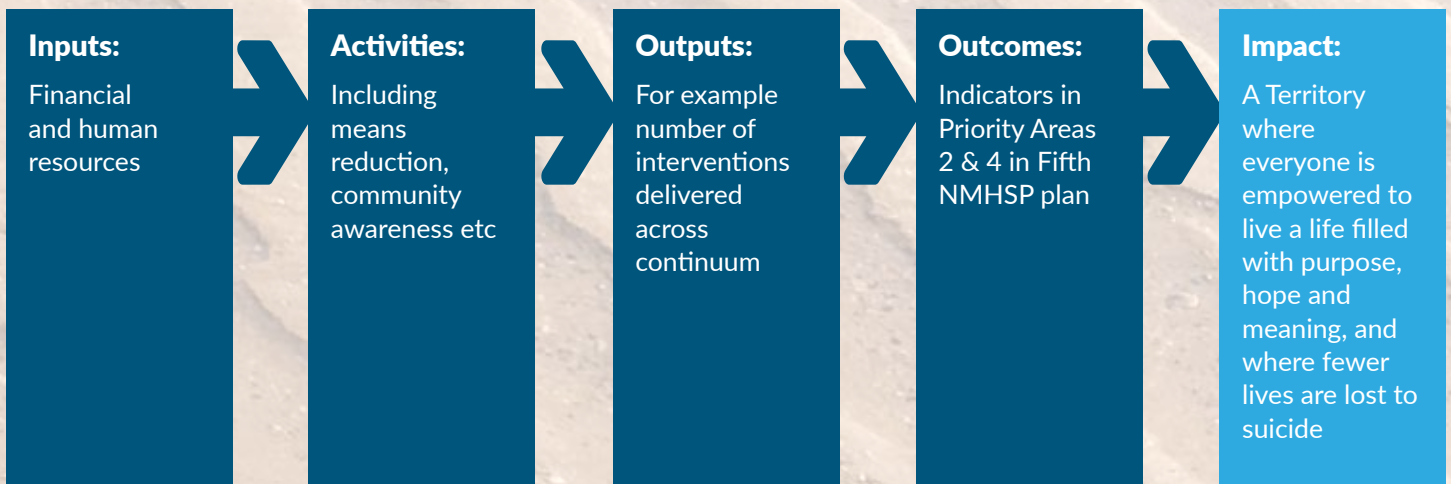 Inputs:
Financial
and human
resources
Activities:
Including
means
reduction,
community
awareness etc
Outputs:
For example
number of
interventions
delivered
across
continuum
Outcomes:
Indicators in
Priority Areas
2 & 4 in Fifth
NMHSP plan
Impact:
A Territory
where
everyone is
empowered to
live a life filled
with purpose,
hope and
meaning, and
where fewer
lives are lost to
suicide